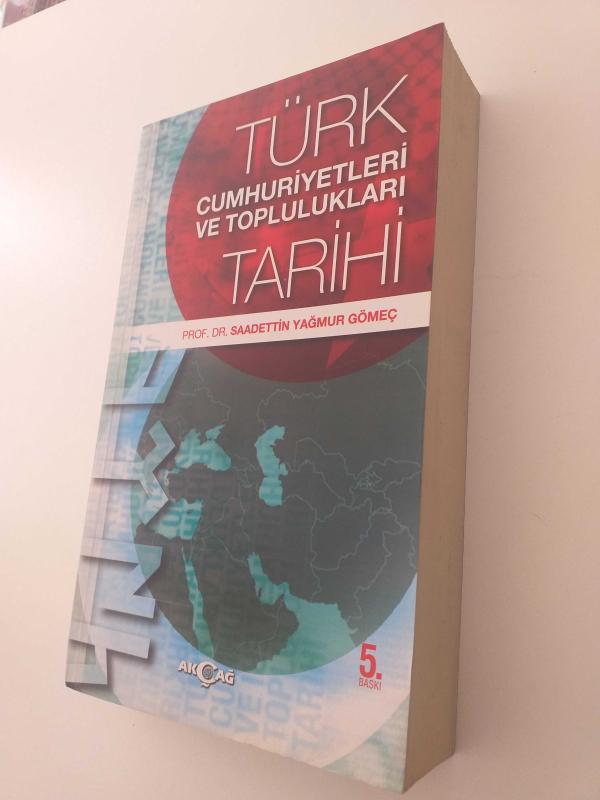 TÜRK
CUMHURİYETLERİ
VE TOPLULUKLARI
TARİHİ
PROF. DR. SAADETTİN YAĞMUR GÖMEÇ
AKÇAĞ
5.
BASKI